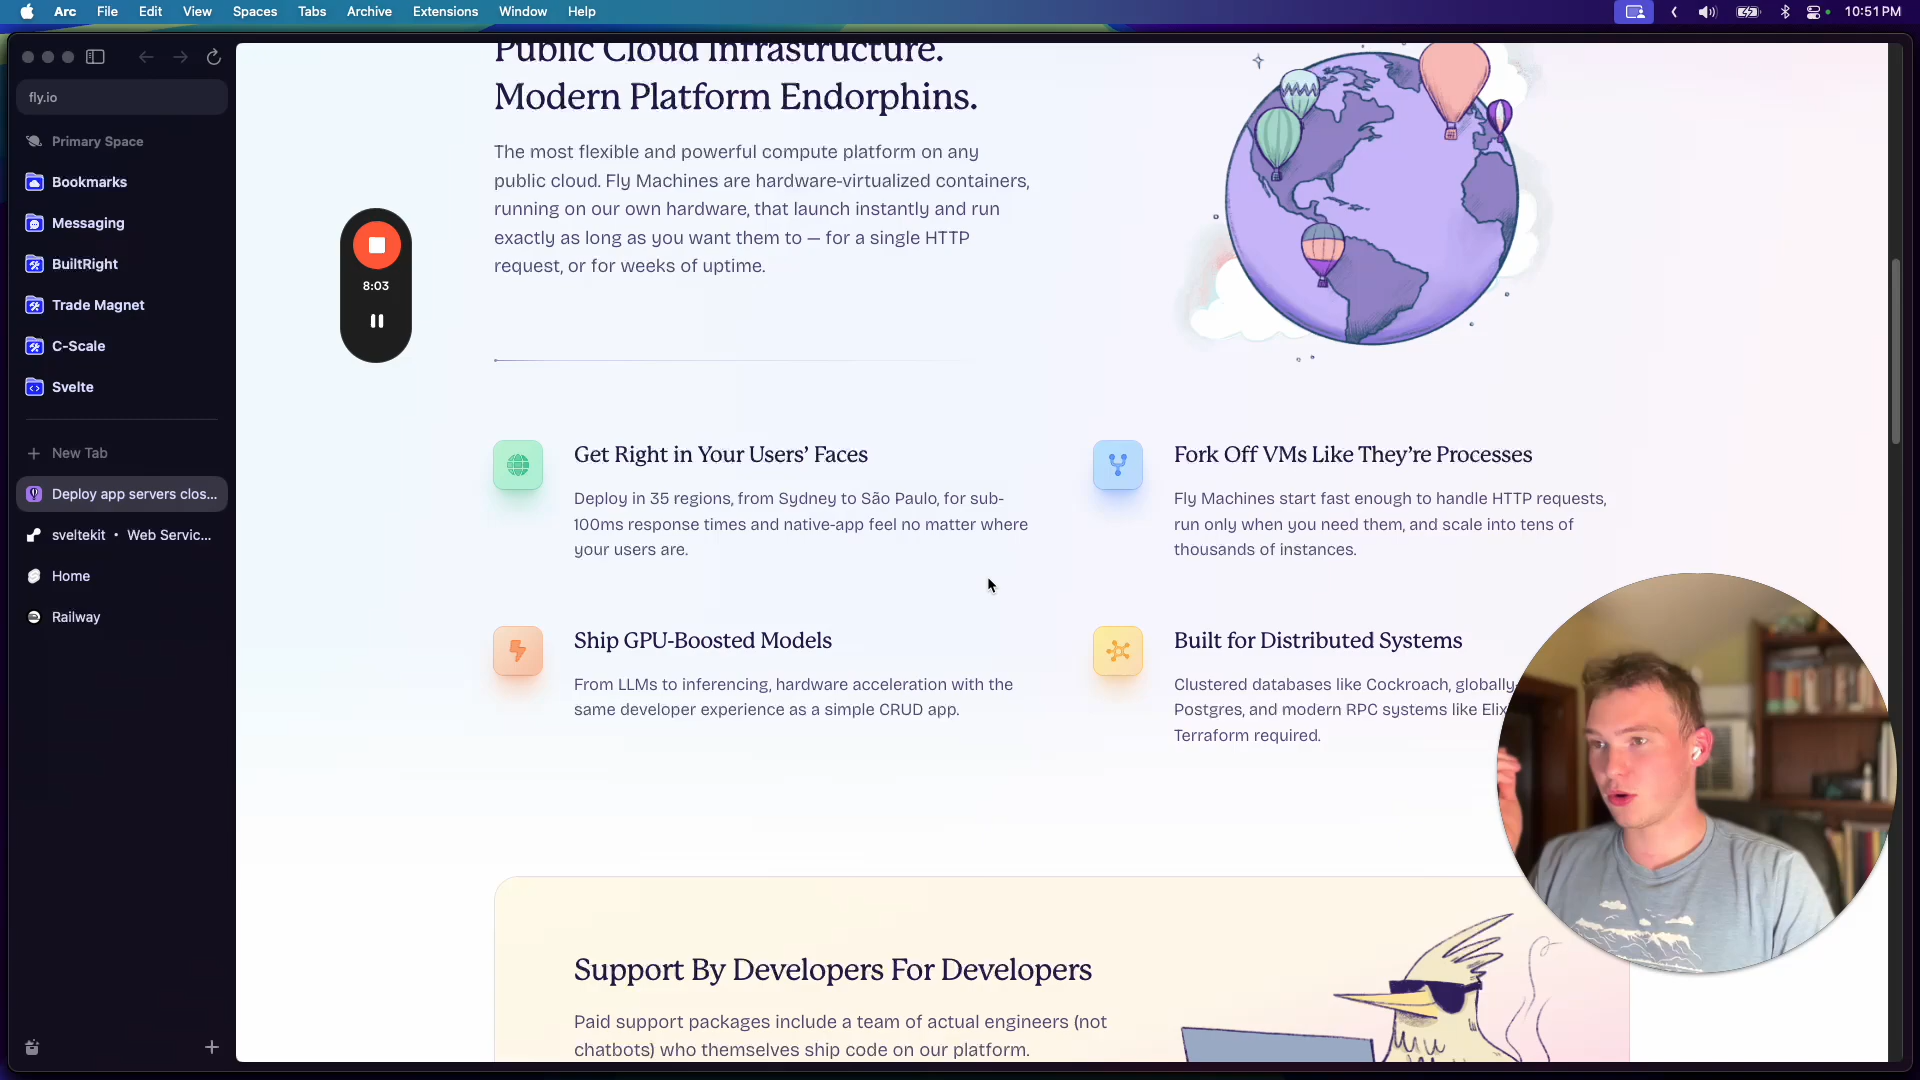 Arc File Edit View Spaces Tabs Archive Extensions Window Help
10:51 PM
fly.io
Primary Space
Bookmarks
Messaging
BuiltRight
Trade Magnet
C-Scale
Svelte
New Tab
Deploy app servers clos...
sveltekit • Web Servic...
Home
Railway
8:03
Public Cloud Infrastructure.
Modern Platform Endorphins.
The most flexible and powerful compute platform on any
public cloud. Fly Machines are hardware-virtualized containers,
running on our own hardware, that launch instantly and run
exactly as long as you want them to — for a single HTTP
request, or for weeks of uptime.
Get Right in Your Users’ Faces
Deploy in 35 regions, from Sydney to São Paulo, for sub-
100ms response times and native-app feel no matter where
your users are.
Fork Off VMs Like They’re Processes
Fly Machines start fast enough to handle HTTP requests,
run only when you need them, and scale into tens of
thousands of instances.
Ship GPU-Boosted Models
From LLMs to inferencing, hardware acceleration with the
same developer experience as a simple CRUD app.
Built for Distributed Systems
Clustered databases like Cockroach, globally-
Postgres, and modern RPC systems like
Terraform required.
Support By Developers For Developers
Paid support packages include a team of actual engineers (not
chatbots) who themselves ship code on our platform.